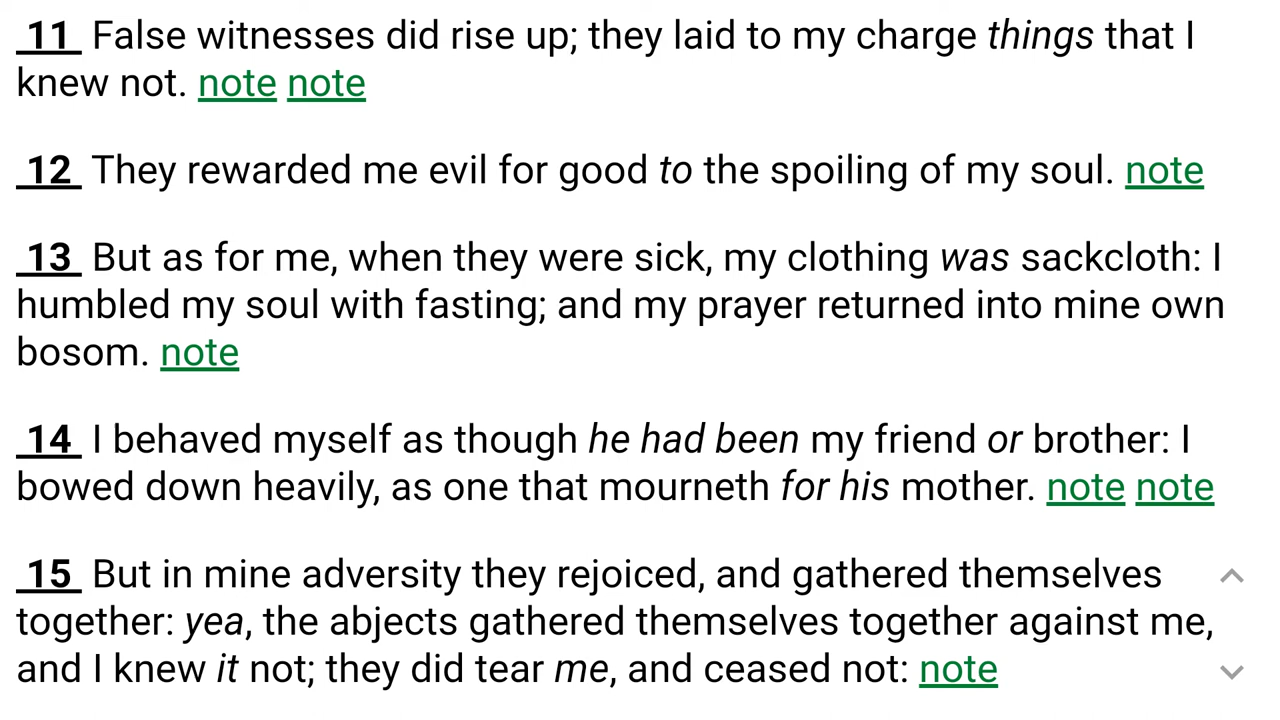 11 False witnesses did rise up; they laid to my charge things that I
knew not. note note
12 They rewarded me evil for good to the spoiling of my soul. note
13 But as for me, when they were sick, my clothing was sackcloth: I
humbled my soul with fasting; and my prayer returned into mine own
bosom. note
14 I behaved myself as though he had been my friend or brother: I
bowed down heavily, as one that mourneth for his mother. note note
15 But in mine adversity they rejoiced, and gathered themselves
together: yea, the abjects gathered themselves together against me,
and I knew it not; they did tear me, and ceased not: note